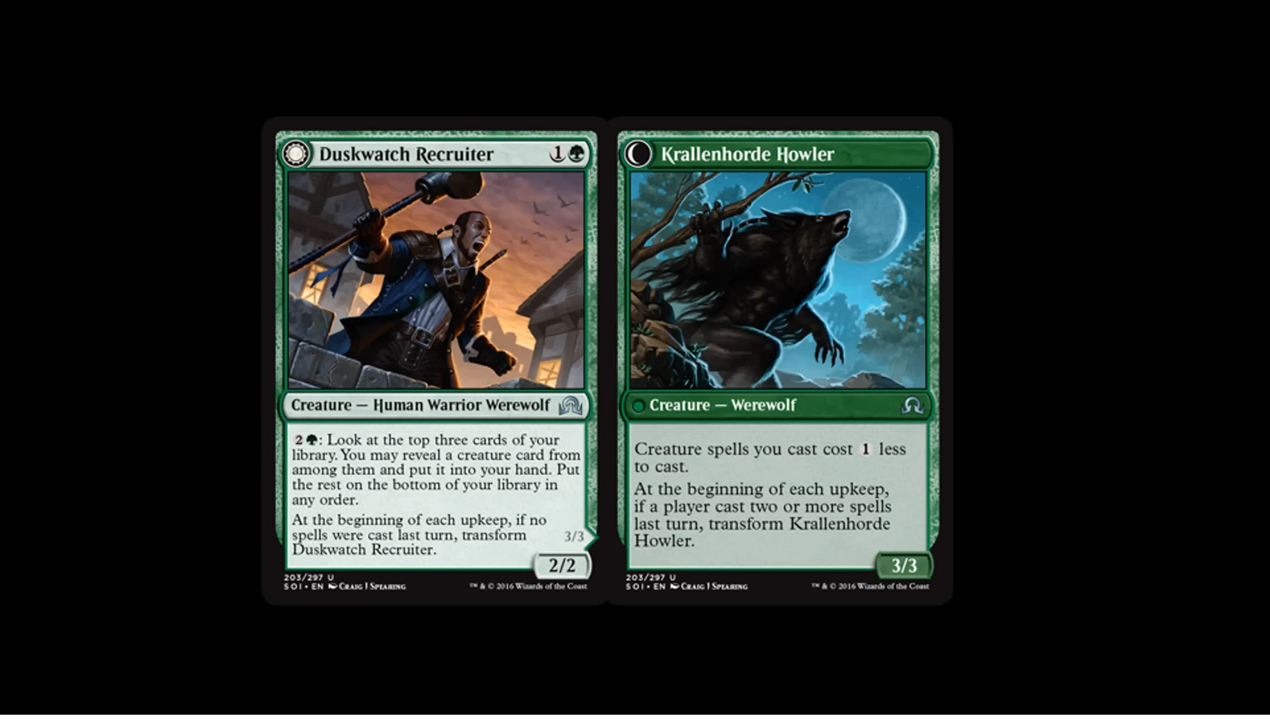 Duskwatch Recruiter 1
Creature — Human Warrior Werewolf
2 : Look at the top three cards of your
library. You may reveal a creature card from
among them and put it into your hand. Put
the rest on the bottom of your library in
any order.
At the beginning of each upkeep, if no
spells were cast last turn, transform
Duskwatch Recruiter.
3/3
2/2
203/297 U
SOI • EN Craig J Spearing
™ & © 2016 Wizards of the Coast
Krallenhorde Howler
Creature — Werewolf
Creature spells you cast cost 1 less
to cast.
At the beginning of each upkeep,
if a player cast two or more spells
last turn, transform Krallenhorde
Howler.
3/3
203/297 U
SOI • EN Craig J Spearing
™ & © 2016 Wizards of the Coast